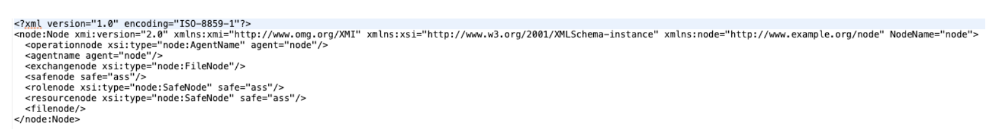 <?xml version="1.0" encoding="ISO-8859-1"?>
<node:Node xmi:version="2.0" xmlns:xmi="http://www.omg.org/XMI" xmlns:xsi="http://www.w3.org/2001/XMLSchema-instance" xmlns:node="http://www.example.org/node" NodeName="node">
  <operationnode xsi:type="node:AgentName" agent="node"/>
  <agentname agent="node"/>
  <exchangenode xsi:type="node:FileNode"/>
  <safenode safe="ass"/>
  <rolenode xsi:type="node:SafeNode" safe="ass"/>
  <resourcenode xsi:type="node:SafeNode" safe="ass"/>
  <filenode/>
</node:Node>